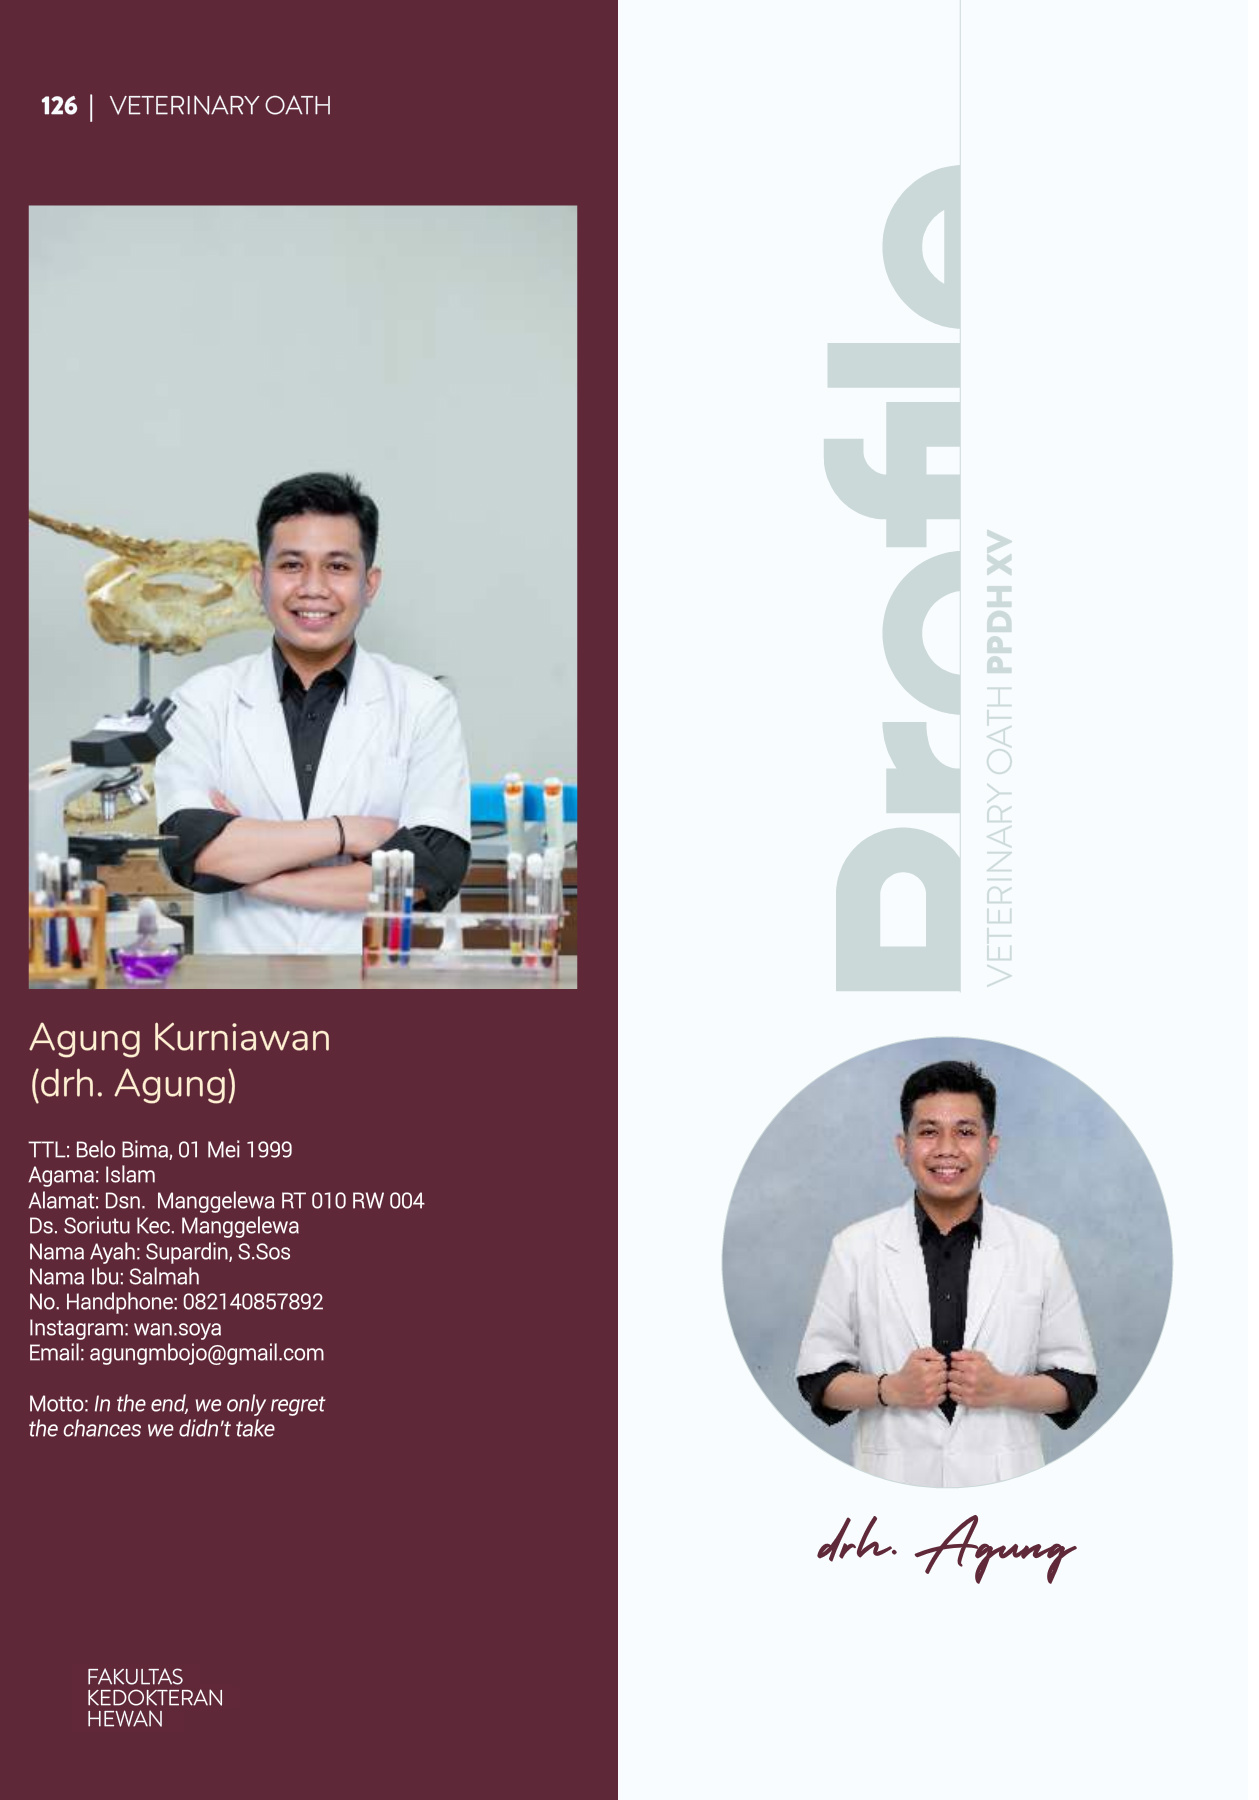 126 | VETERINARY OATH
Agung Kurniawan
(drh. Agung)
TTL: Belo Bima, 01 Mei 1999
Agama: Islam
Alamat: Dsn.  Manggelewa RT 010 RW 004
Ds. Soriutu Kec. Manggelewa
Nama Ayah: Supardin, S.Sos
Nama Ibu: Salmah
No. Handphone: 082140857892
Instagram: wan.soya
Email: agungmbojo@gmail.com
Motto: In the end, we only regret
the chances we didn't take
FAKULTAS
KEDOKTERAN
HEWAN
Profile
VETERINARY OATH PPDH XV
drh. Agung